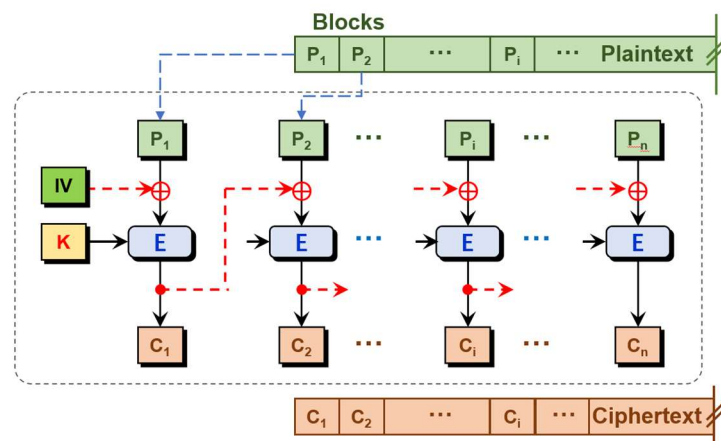 Blocks
P1 P2 ... Pi ... Plaintext
P1 P2 ... Pi ... Pn
IV
K E E ... E ... E
C1 C2 ... Ci ... Cn
C1 C2 ... Ci ... Ciphertext